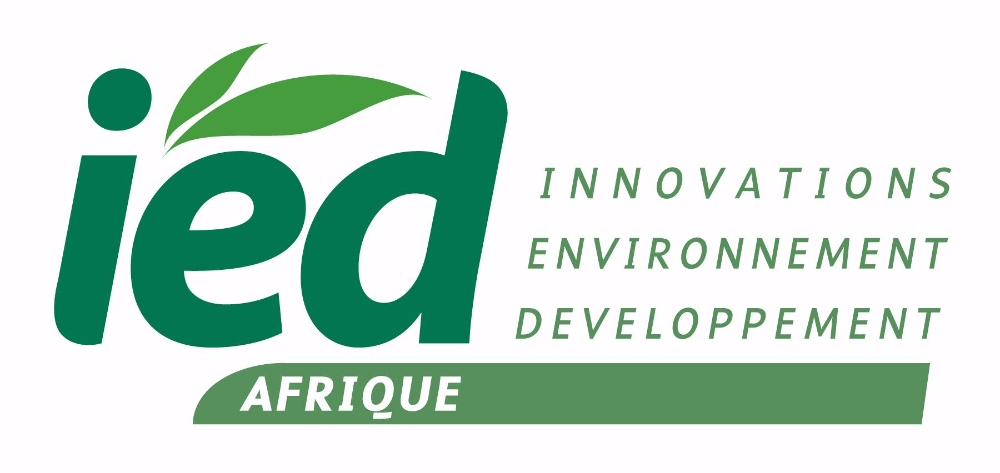 ied
INNOVATIONS
ENVIRONNEMENT
DEVELOPPEMENT
AFRIQUE